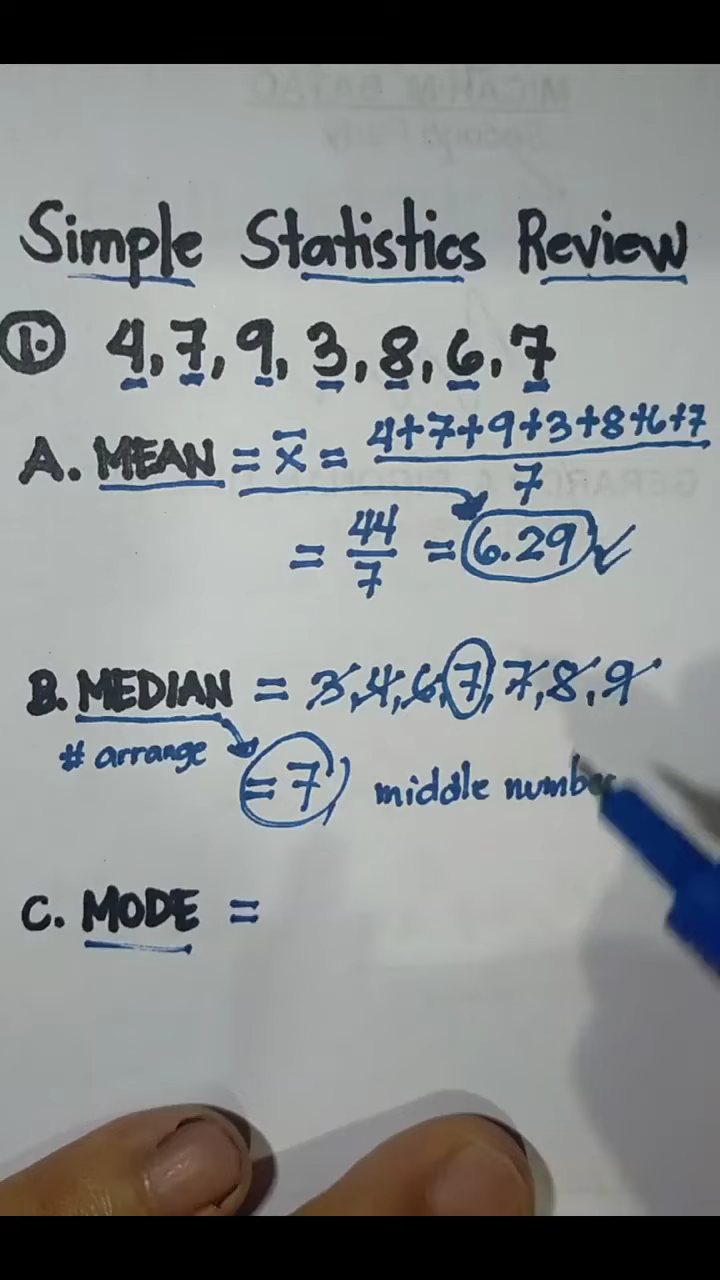 Simple Statistics Review
1. 4, 7, 9, 3, 8, 6, 7
A. MEAN = x̄ = 4+7+9+3+8+6+7
7
= 44/7 = 6.29 ✓
B. MEDIAN = 3, 4, 6, 7, 7, 8, 9
# arrange
= 7 middle number
C. MODE =